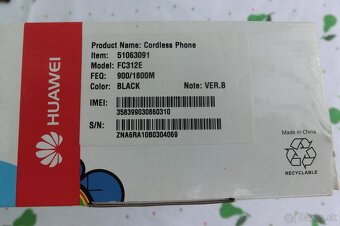 HUAWEI
Product Name: Cordless Phone
Item: 51063091
Model: FC312E
FEQ: 900/1800M
Color: BLACK Note: VER.B
IMEI:
358399030860310
S/N:
ZNA6RA10B0304069
Made in China
RECYCLABLE